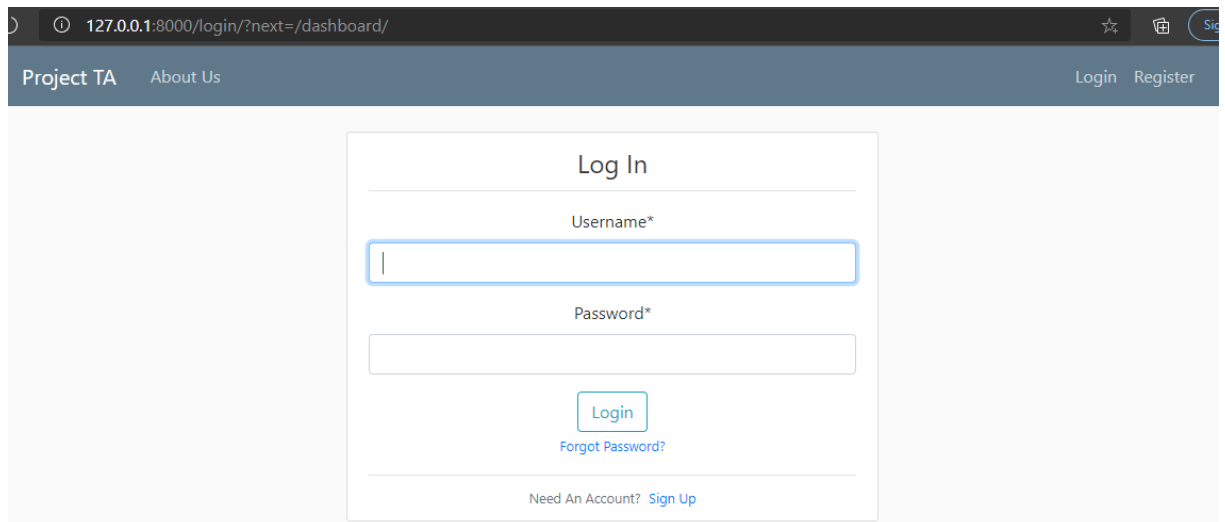 127.0.0.1:8000/login/?next=/dashboard/
Project TA About Us Login Register
Log In
Username*
Password*
Login
Forgot Password?
Need An Account? Sign Up